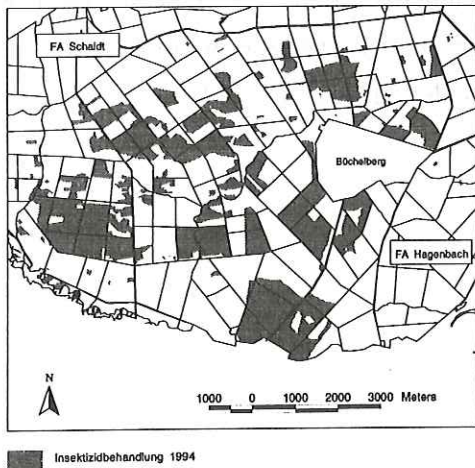 FA Schaidt
Büchelberg
FA Hagenbach
N
1000 0 1000 2000 3000 Meters
Insektizidbehandlung 1994